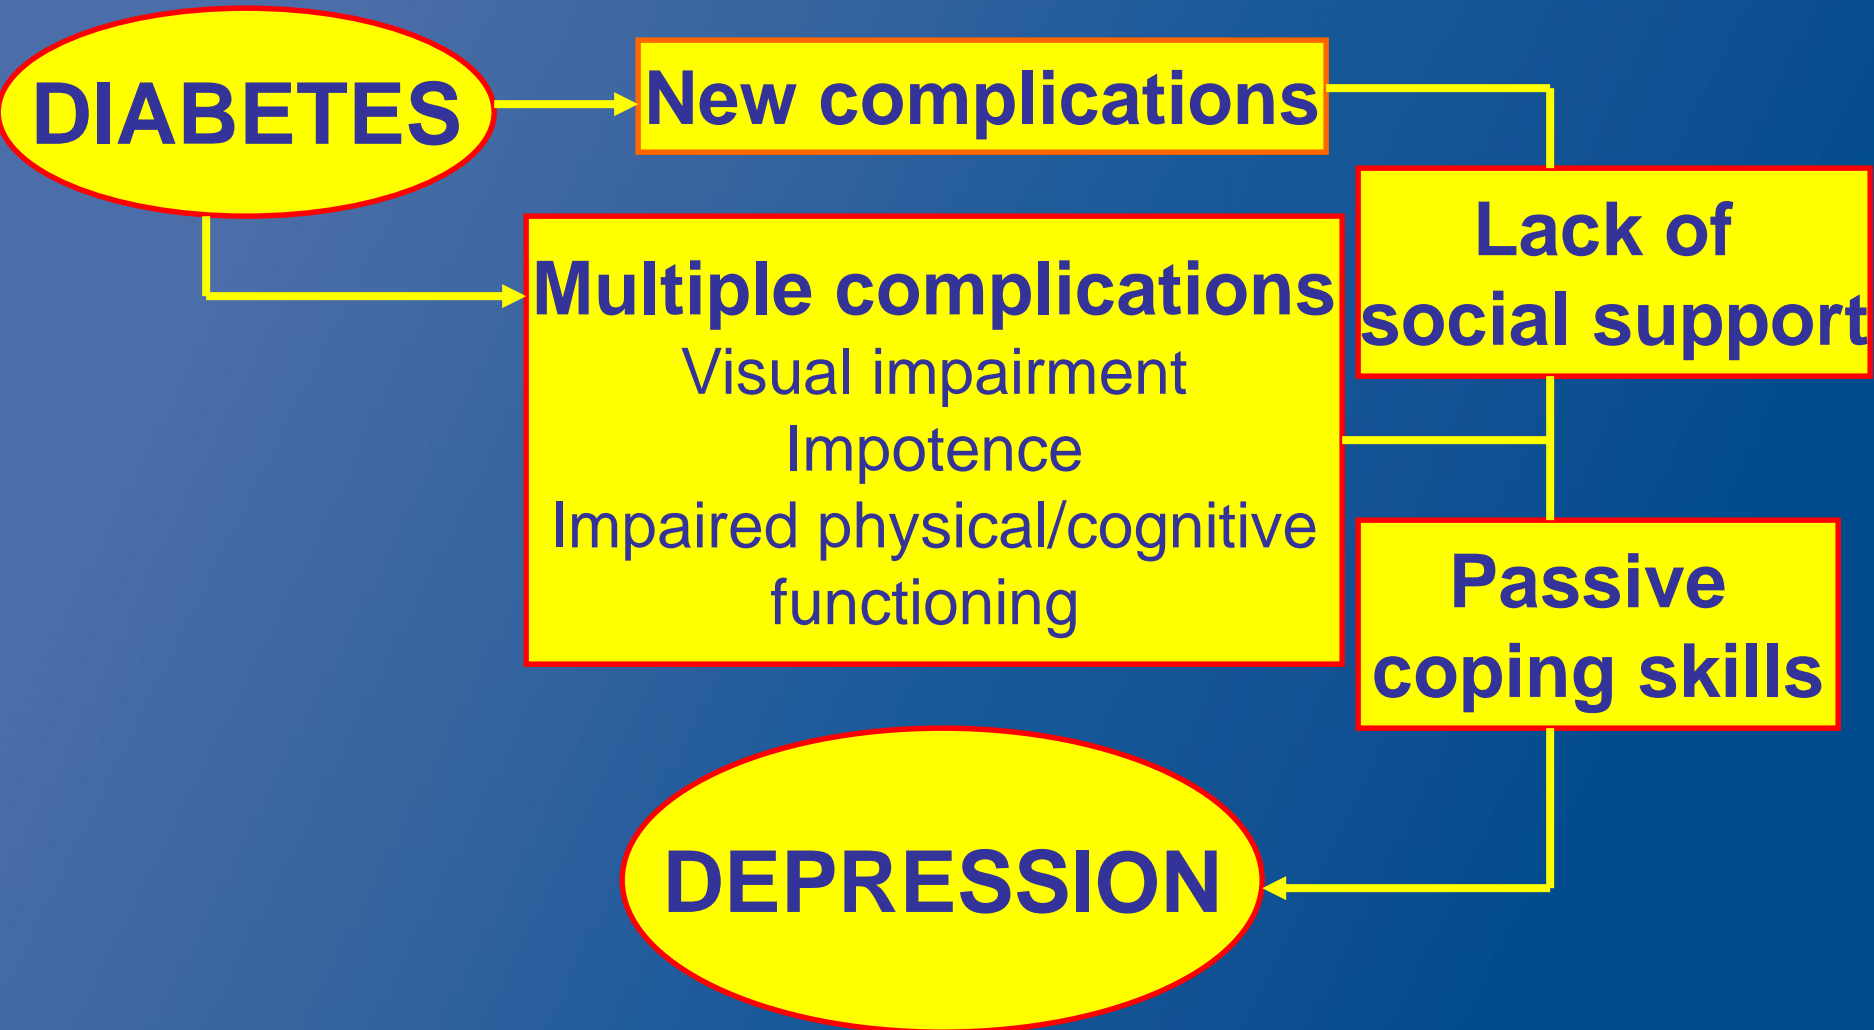 DIABETES
New complications
Lack of
social support
Multiple complications
Visual impairment
Impotence
Impaired physical/cognitive
functioning
Passive
coping skills
DEPRESSION